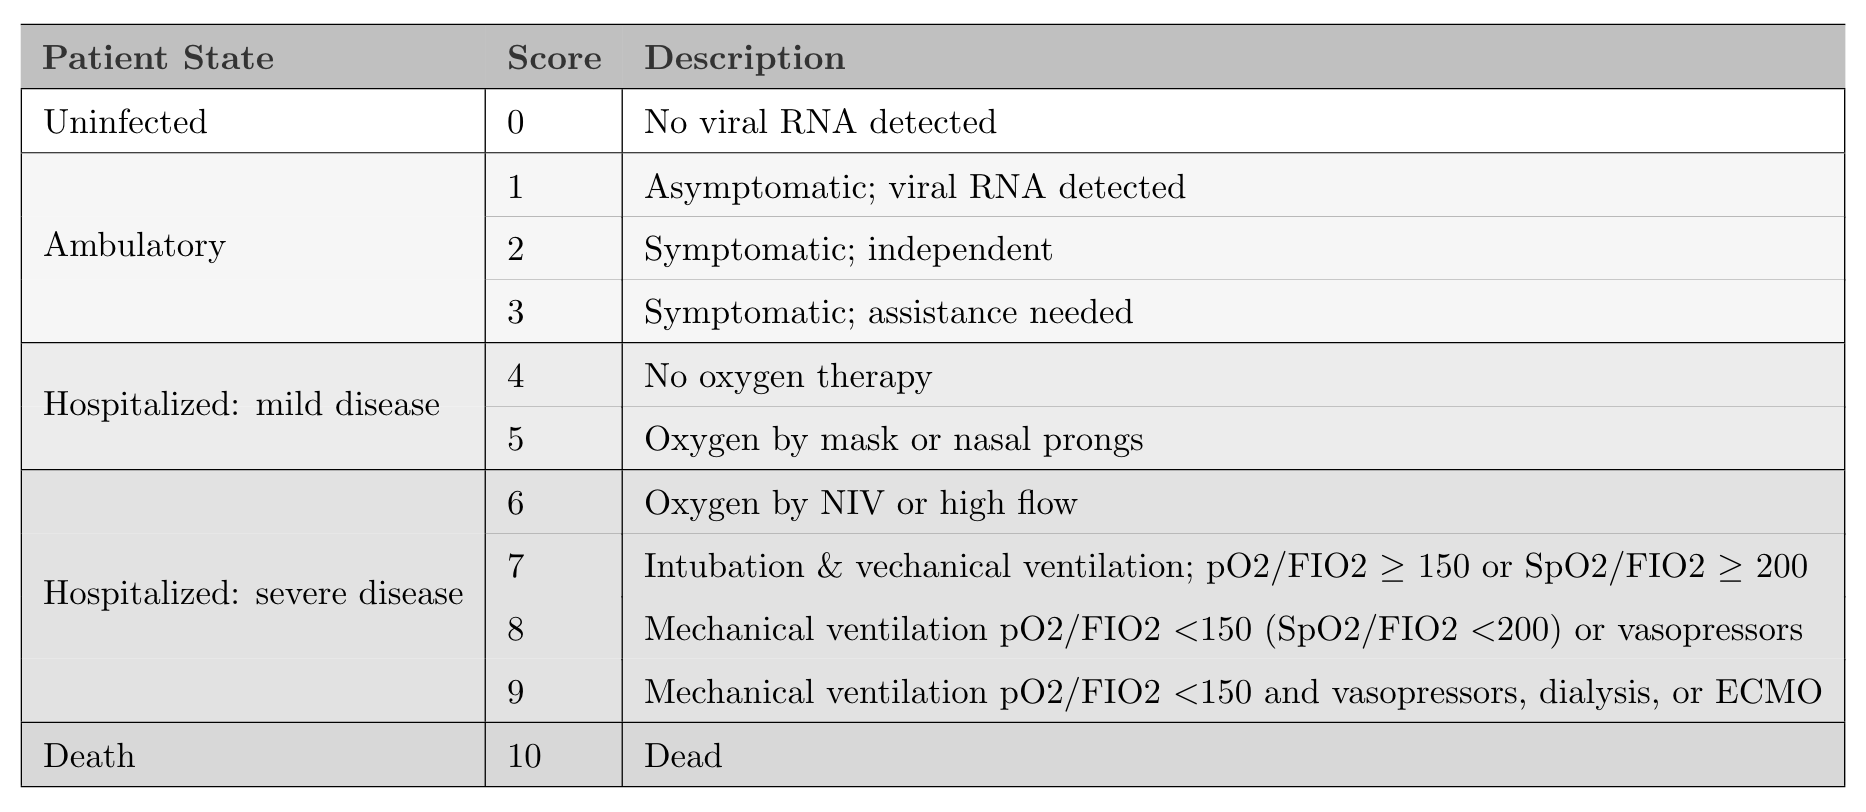 Patient State Score Description
Uninfected 0 No viral RNA detected
1 Asymptomatic; viral RNA detected
Ambulatory 2 Symptomatic; independent
3 Symptomatic; assistance needed
Hospitalized: mild disease 4 No oxygen therapy
5 Oxygen by mask or nasal prongs
6 Oxygen by NIV or high flow
Hospitalized: severe disease 7 Intubation & vechanical ventilation; pO2/FIO2 ≥ 150 or SpO2/FIO2 ≥ 200
8 Mechanical ventilation pO2/FIO2 <150 (SpO2/FIO2 <200) or vasopressors
9 Mechanical ventilation pO2/FIO2 <150 and vasopressors, dialysis, or ECMO
Death 10 Dead